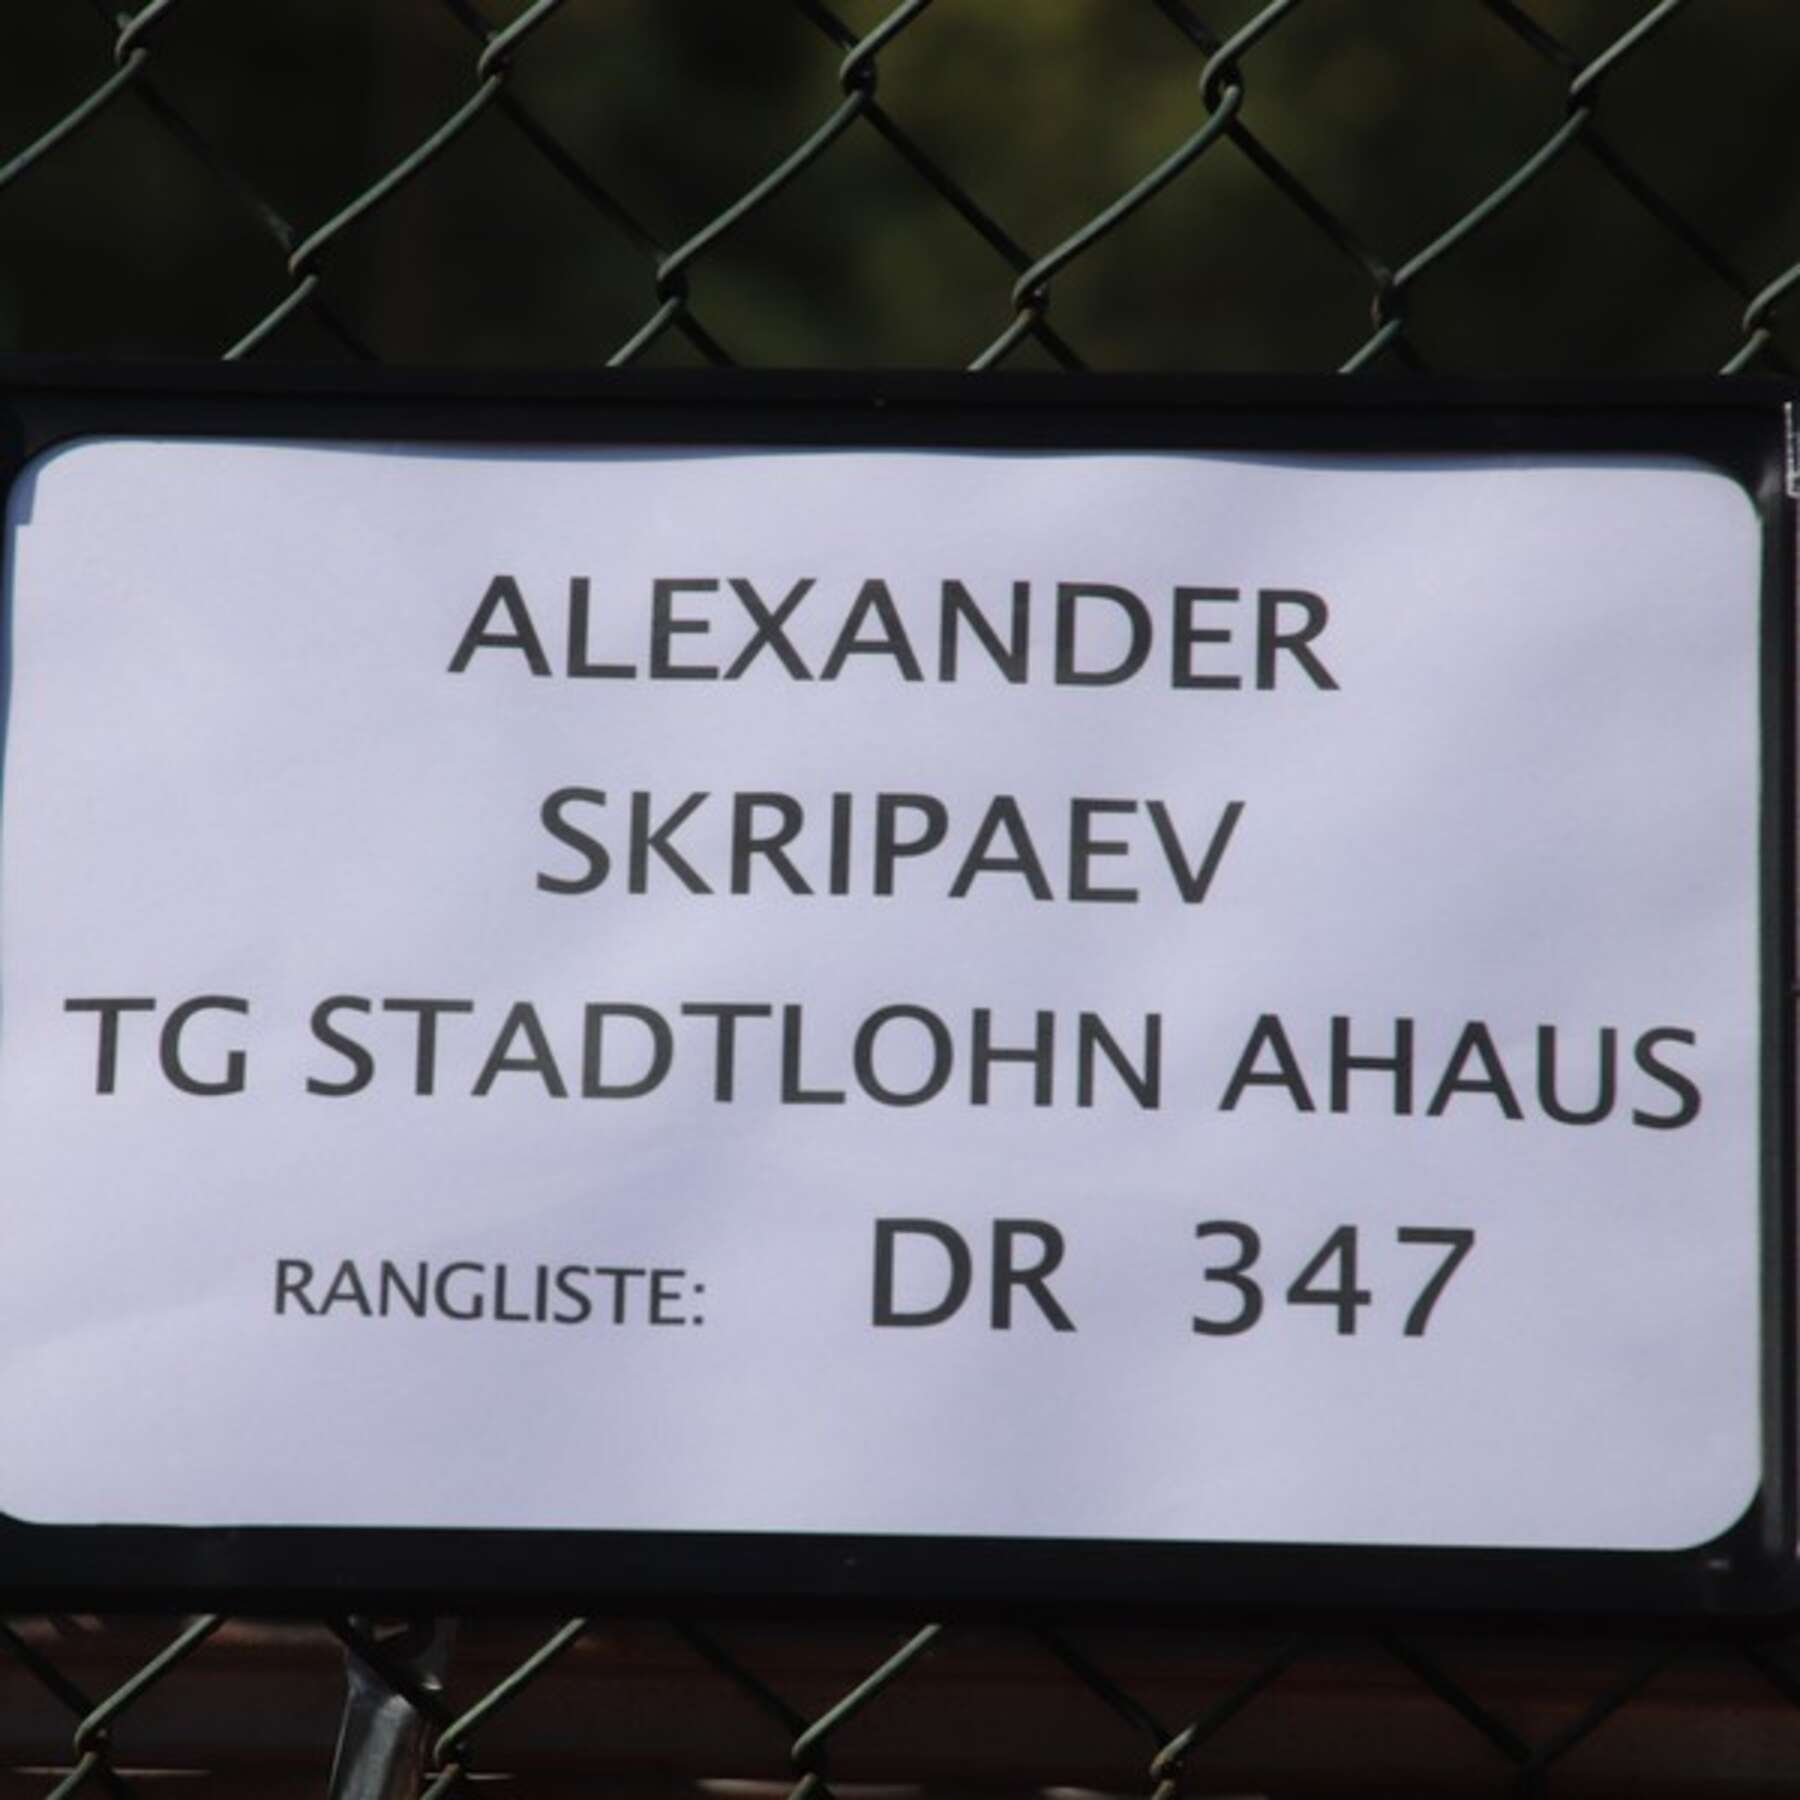 ALEXANDER
SKRIPAEV
TG STADTLOHN AHAUS
RANGLISTE: DR 347